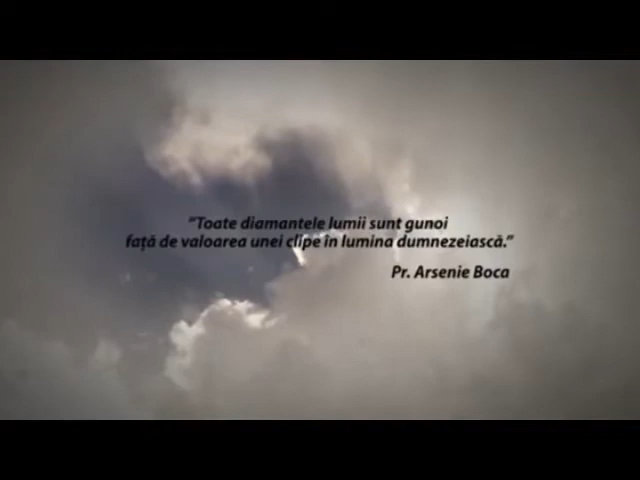 "Toate diamantele lumii sunt gunoi
față de valoarea unei clipe în lumina dumnezeiască."
Pr. Arsenie Boca